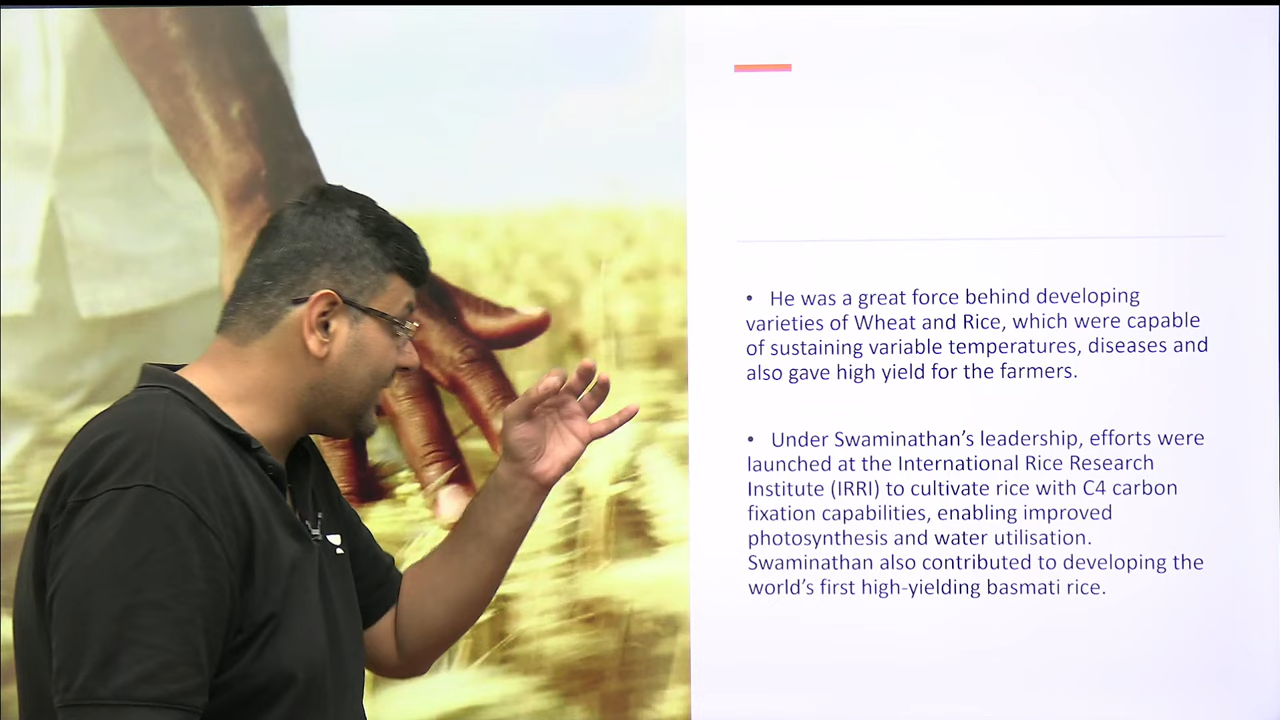 • He was a great force behind developing
varieties of Wheat and Rice, which were capable
of sustaining variable temperatures, diseases and
also gave high yield for the farmers.
• Under Swaminathan’s leadership, efforts were
launched at the International Rice Research
Institute (IRRI) to cultivate rice with C4 carbon
fixation capabilities, enabling improved
photosynthesis and water utilisation.
Swaminathan also contributed to developing the
world’s first high-yielding basmati rice.